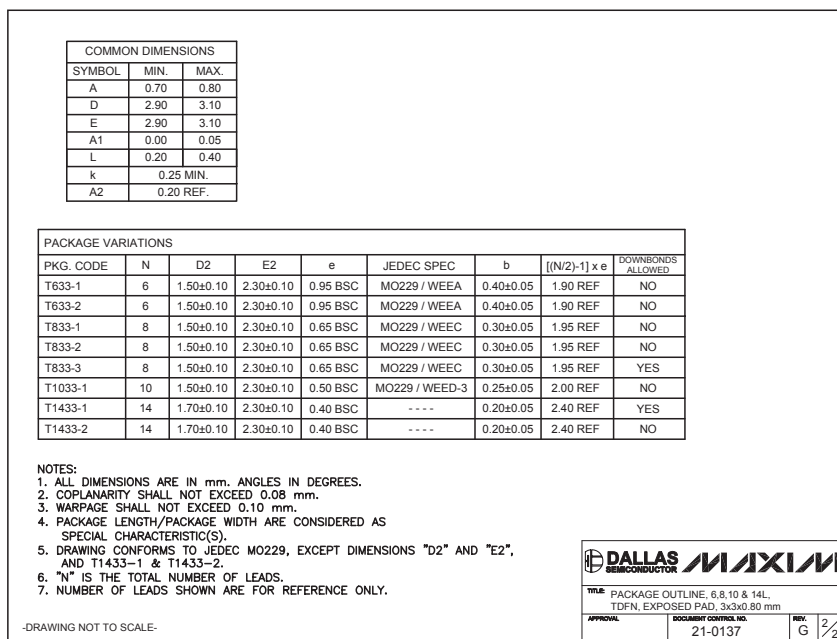 COMMON DIMENSIONS
SYMBOL MIN. MAX.
A 0.70 0.80
D 2.90 3.10
E 2.90 3.10
A1 0.00 0.05
L 0.20 0.40
k 0.25 MIN.
A2 0.20 REF.
PACKAGE VARIATIONS
PKG. CODE N D2 E2 e JEDEC SPEC b [(N/2)-1] x e DOWNBONDS ALLOWED
T633-1 6 1.50±0.10 2.30±0.10 0.95 BSC MO229 / WEEA 0.40±0.05 1.90 REF NO
T633-2 6 1.50±0.10 2.30±0.10 0.95 BSC MO229 / WEEA 0.40±0.05 1.90 REF NO
T833-1 8 1.50±0.10 2.30±0.10 0.65 BSC MO229 / WEEC 0.30±0.05 1.95 REF NO
T833-2 8 1.50±0.10 2.30±0.10 0.65 BSC MO229 / WEEC 0.30±0.05 1.95 REF NO
T833-3 8 1.50±0.10 2.30±0.10 0.65 BSC MO229 / WEEC 0.30±0.05 1.95 REF YES
T1033-1 10 1.50±0.10 2.30±0.10 0.50 BSC MO229 / WEED-3 0.25±0.05 2.00 REF NO
T1433-1 14 1.70±0.10 2.30±0.10 0.40 BSC - - - - 0.20±0.05 2.40 REF YES
T1433-2 14 1.70±0.10 2.30±0.10 0.40 BSC - - - - 0.20±0.05 2.40 REF NO
NOTES:
1. ALL DIMENSIONS ARE IN mm. ANGLES IN DEGREES.
2. COPLANARITY SHALL NOT EXCEED 0.08 mm.
3. WARPAGE SHALL NOT EXCEED 0.10 mm.
4. PACKAGE LENGTH/PACKAGE WIDTH ARE CONSIDERED AS
SPECIAL CHARACTERISTIC(S).
5. DRAWING CONFORMS TO JEDEC MO229, EXCEPT DIMENSIONS "D2" AND "E2",
AND T1433-1 & T1433-2.
6. "N" IS THE TOTAL NUMBER OF LEADS.
7. NUMBER OF LEADS SHOWN ARE FOR REFERENCE ONLY.
-DRAWING NOT TO SCALE-
DALLAS SEMICONDUCTOR MAXIM
TITLE: PACKAGE OUTLINE, 6,8,10 & 14L,
TDFN, EXPOSED PAD, 3x3x0.80 mm
APPROVAL DOCUMENT CONTROL NO. REV.
21-0137 G 2/2